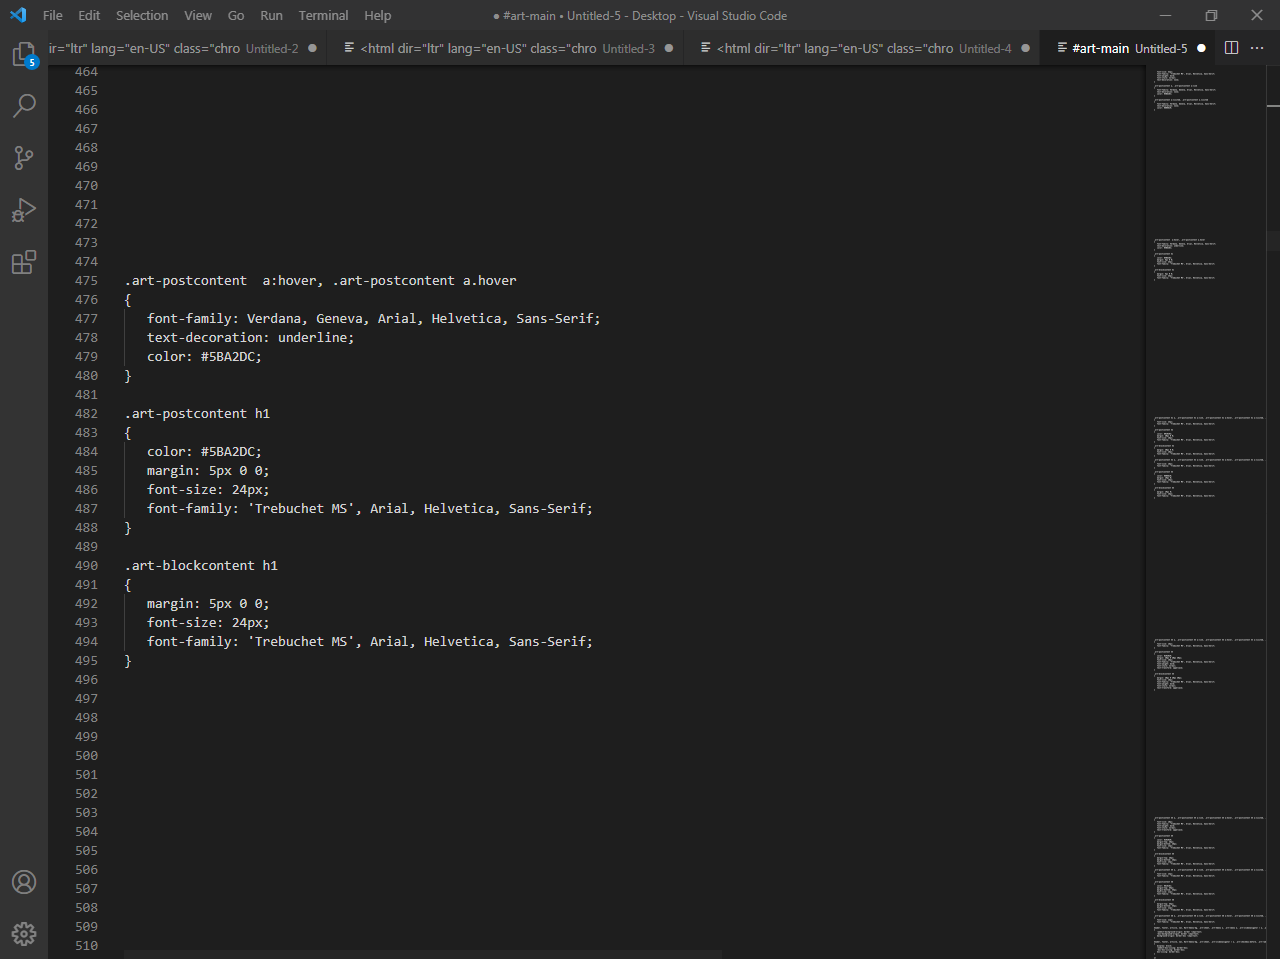 File Edit Selection View Go Run Terminal Help ● #art-main • Untitled-5 - Desktop - Visual Studio Code
dir="ltr" lang="en-US" class="chro Untitled-2 <html dir="ltr" lang="en-US" class="chro Untitled-3 <html dir="ltr" lang="en-US" class="chro Untitled-4 #art-main Untitled-5
5
464
465
466
467
468
469
470
471
472
473
474
475 .art-postcontent  a:hover, .art-postcontent a.hover
476 {
477 font-family: Verdana, Geneva, Arial, Helvetica, Sans-Serif;
478 text-decoration: underline;
479 color: #5BA2DC;
480 }
481
482 .art-postcontent h1
483 {
484 color: #5BA2DC;
485 margin: 5px 0 0;
486 font-size: 24px;
487 font-family: 'Trebuchet MS', Arial, Helvetica, Sans-Serif;
488 }
489
490 .art-blockcontent h1
491 {
492 margin: 5px 0 0;
493 font-size: 24px;
494 font-family: 'Trebuchet MS', Arial, Helvetica, Sans-Serif;
495 }
496
497
498
499
500
501
502
503
504
505
506
507
508
509
510